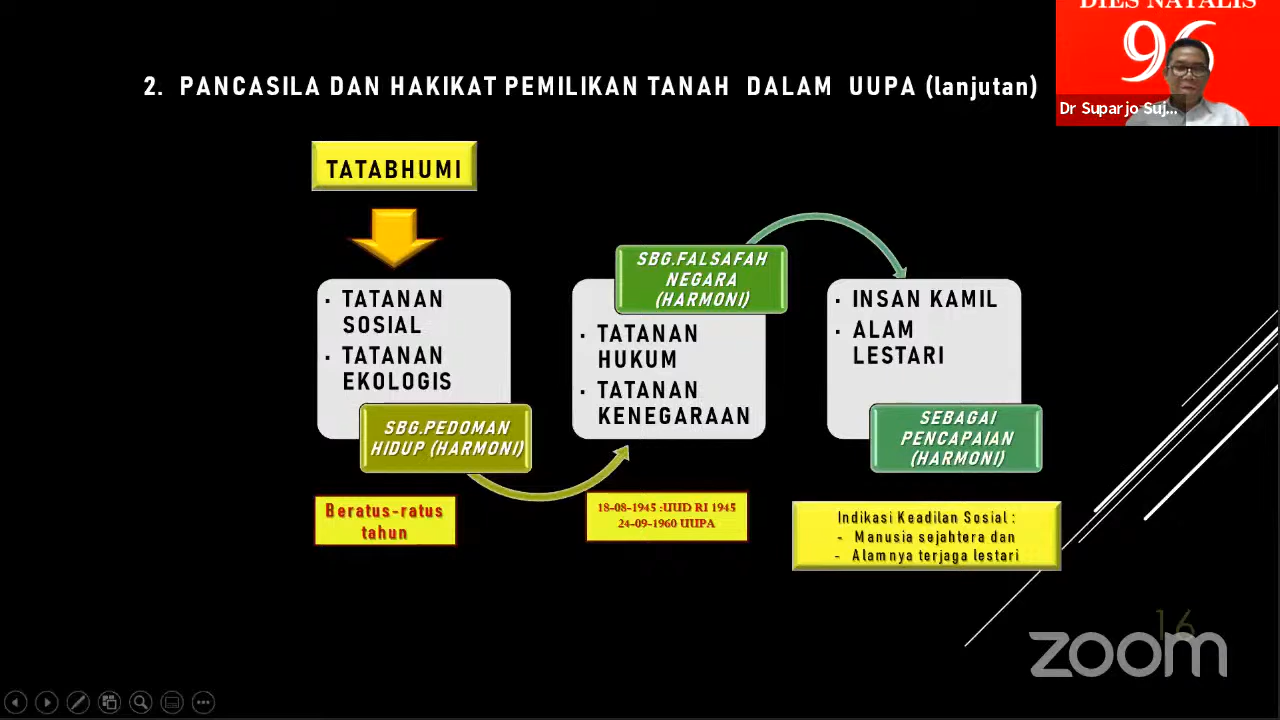 DIES NATALIS
96
Dr Suparjo Suj...
2. PANCASILA DAN HAKIKAT PEMILIKAN TANAH DALAM UUPA (lanjutan)
TATABHUMI
· TATANAN
SOSIAL
· TATANAN
EKOLOGIS
SBG.PEDOMAN
HIDUP (HARMONI)
Beratus-ratus
tahun
SBG.FALSAFAH
NEGARA
(HARMONI)
· TATANAN
HUKUM
· TATANAN
KENEGARAAN
18-08-1945 :UUD RI 1945
24-09-1960 UUPA
· INSAN KAMIL
· ALAM
LESTARI
SEBAGAI
PENCAPAIAN
(HARMONI)
Indikasi Keadilan Sosial :
- Manusia sejahtera dan
- Alamnya terjaga lestari
16
zoom